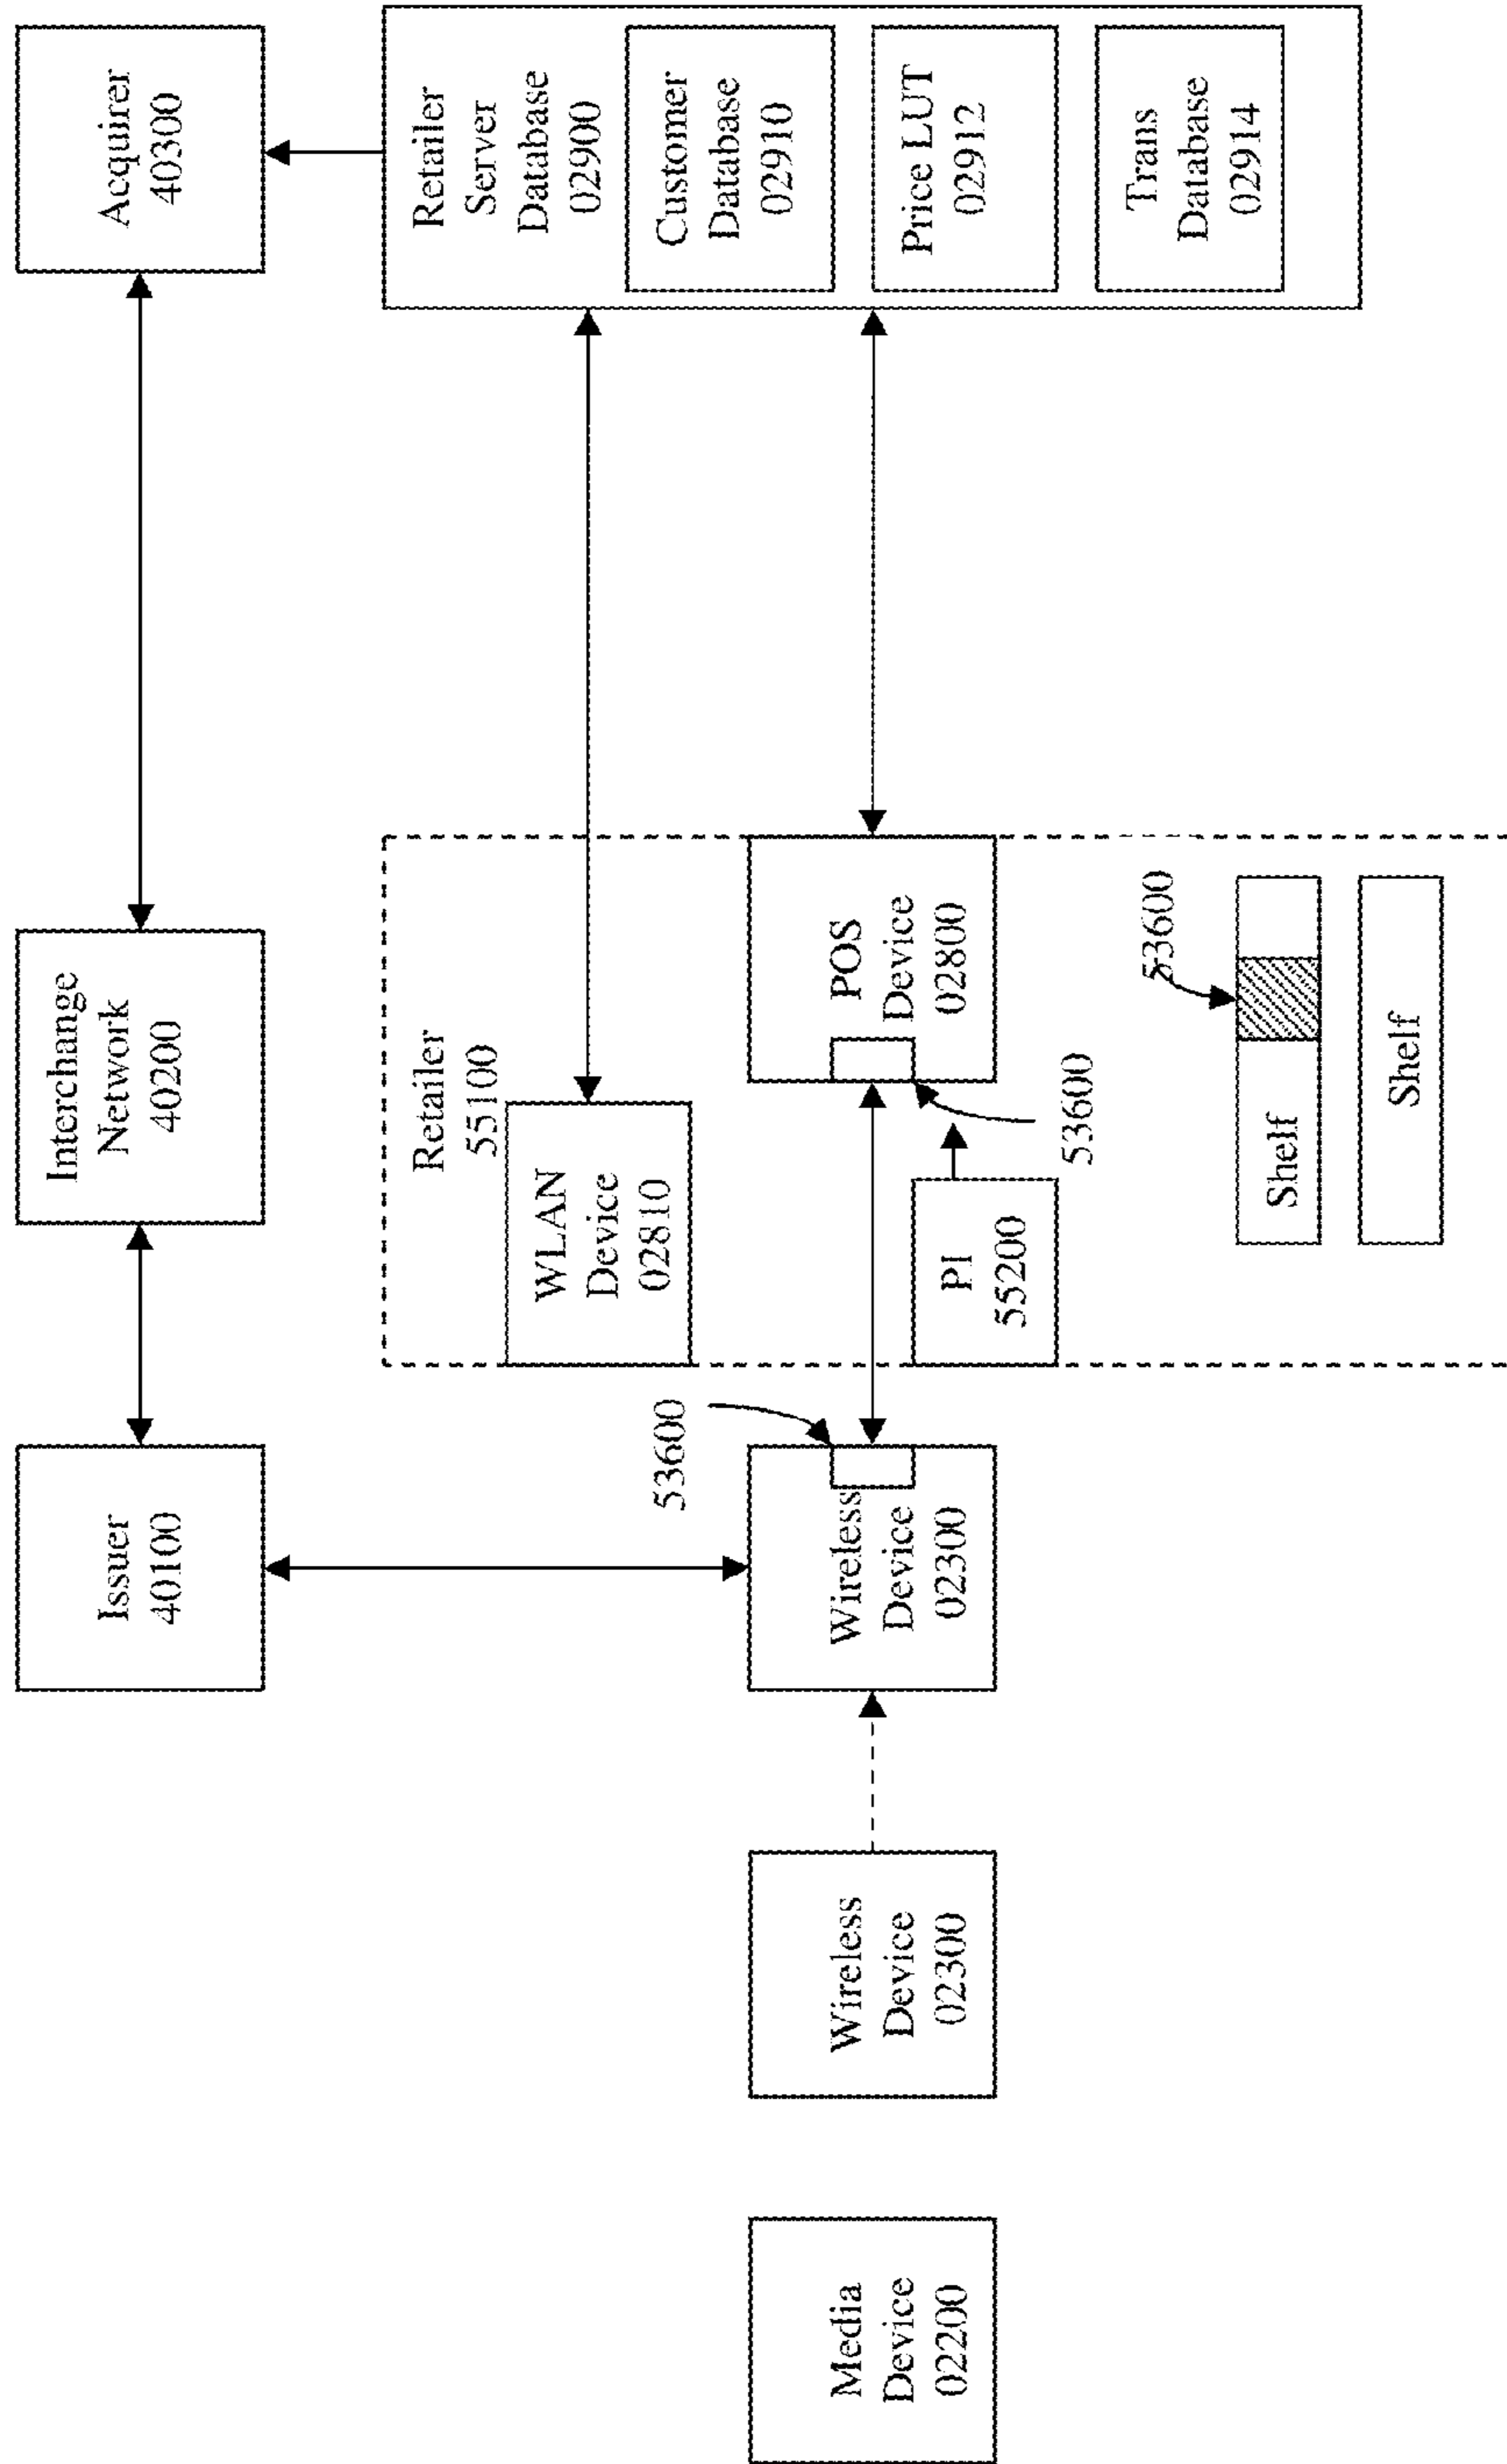 Issuer
40100
Interchange
Network
40200
Acquirer
40300
Retailer
55100
WLAN
Device
02810
Retailer
Server
Database
02900
Customer
Database
02910
Price LUT
02912
Trans
Database
02914
53600
Media
Device
02200
Wireless
Device
02300
Wireless
Device
02300
POS
Device
02800
PI
55200
53600
53600
Shelf
Shelf